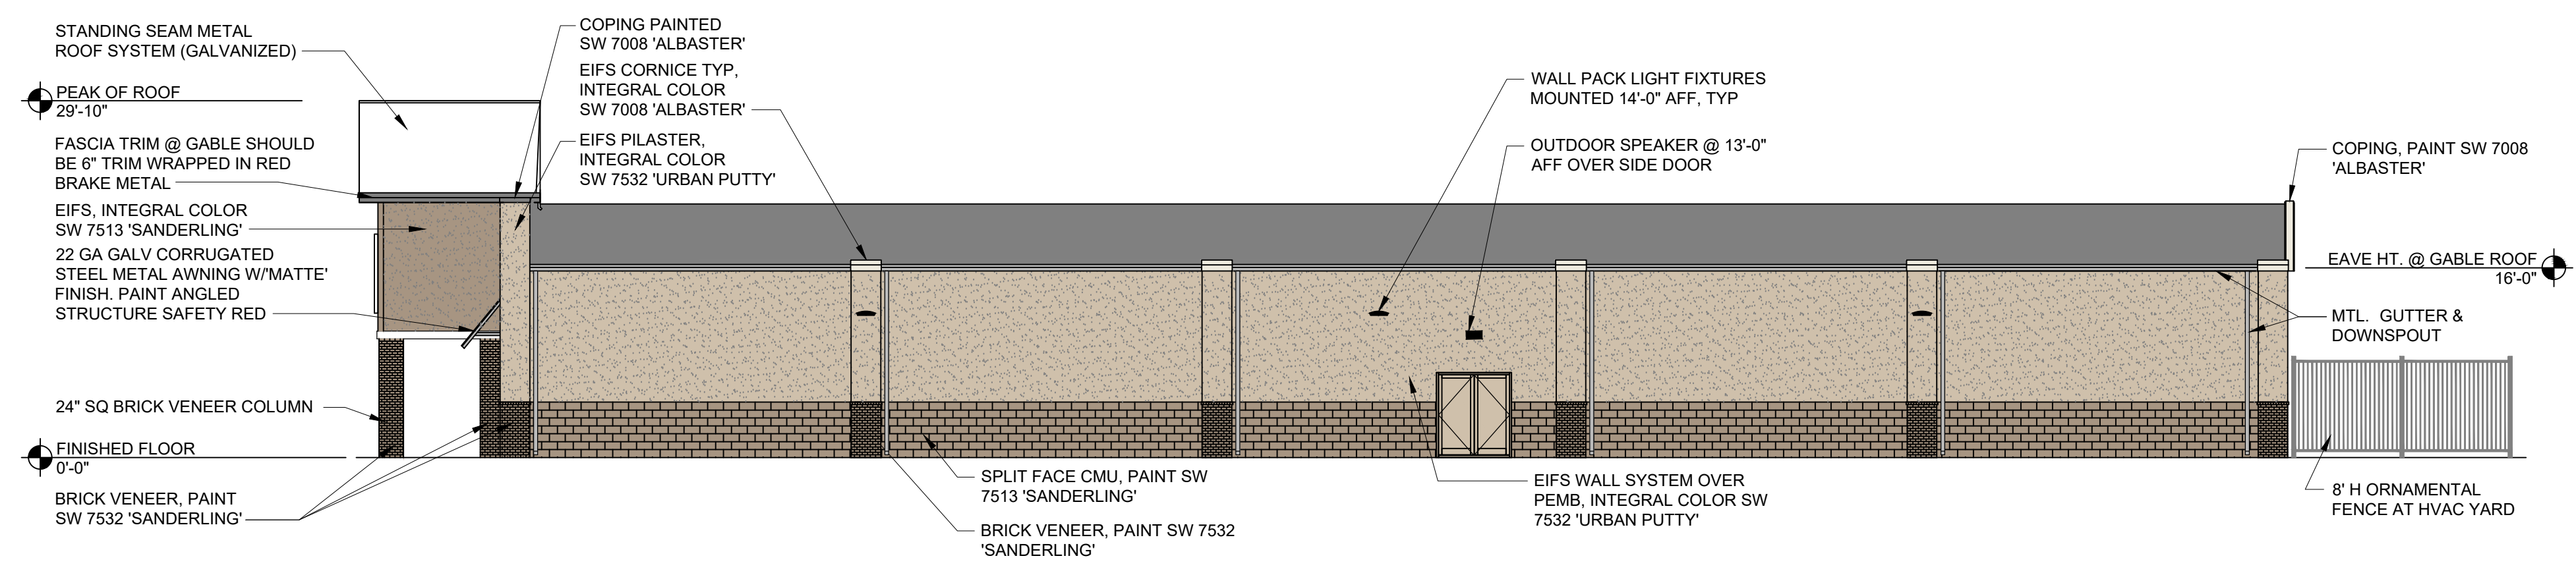 STANDING SEAM METAL
ROOF SYSTEM (GALVANIZED)
PEAK OF ROOF
29'-10"
FASCIA TRIM @ GABLE SHOULD
BE 6" TRIM WRAPPED IN RED
BRAKE METAL
EIFS, INTEGRAL COLOR
SW 7513 'SANDERLING'
22 GA GALV CORRUGATED
STEEL METAL AWNING W/'MATTE'
FINISH. PAINT ANGLED
STRUCTURE SAFETY RED
24" SQ BRICK VENEER COLUMN
FINISHED FLOOR
0'-0"
BRICK VENEER, PAINT
SW 7532 'SANDERLING'
COPING PAINTED
SW 7008 'ALBASTER'
EIFS CORNICE TYP,
INTEGRAL COLOR
SW 7008 'ALBASTER'
EIFS PILASTER,
INTEGRAL COLOR
SW 7532 'URBAN PUTTY'
SPLIT FACE CMU, PAINT SW
7513 'SANDERLING'
BRICK VENEER, PAINT SW 7532
'SANDERLING'
WALL PACK LIGHT FIXTURES
MOUNTED 14'-0" AFF, TYP
OUTDOOR SPEAKER @ 13'-0"
AFF OVER SIDE DOOR
EIFS WALL SYSTEM OVER
PEMB, INTEGRAL COLOR SW
7532 'URBAN PUTTY'
COPING, PAINT SW 7008
'ALBASTER'
EAVE HT. @ GABLE ROOF
16'-0"
MTL. GUTTER &
DOWNSPOUT
8' H ORNAMENTAL
FENCE AT HVAC YARD